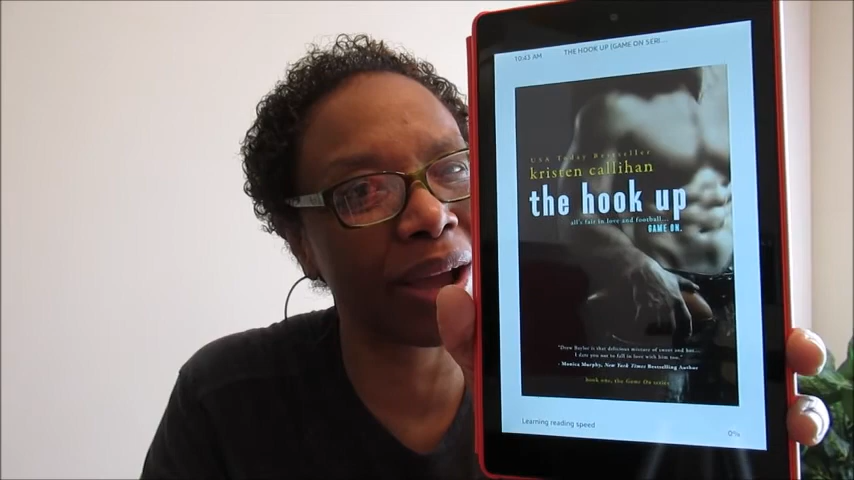 10:43 AM THE HOOK UP (GAME ON SERI...
USA Today Bestseller
kristen callihan
the hook up
all's fair in love and football...
GAME ON.
"Drew Baylor is that delicious mixture of sweet and hot...
I dare you not to fall in love with him too."
- Monica Murphy, New York Times Bestselling Author
book one, the Game On series
Learning reading speed 0%